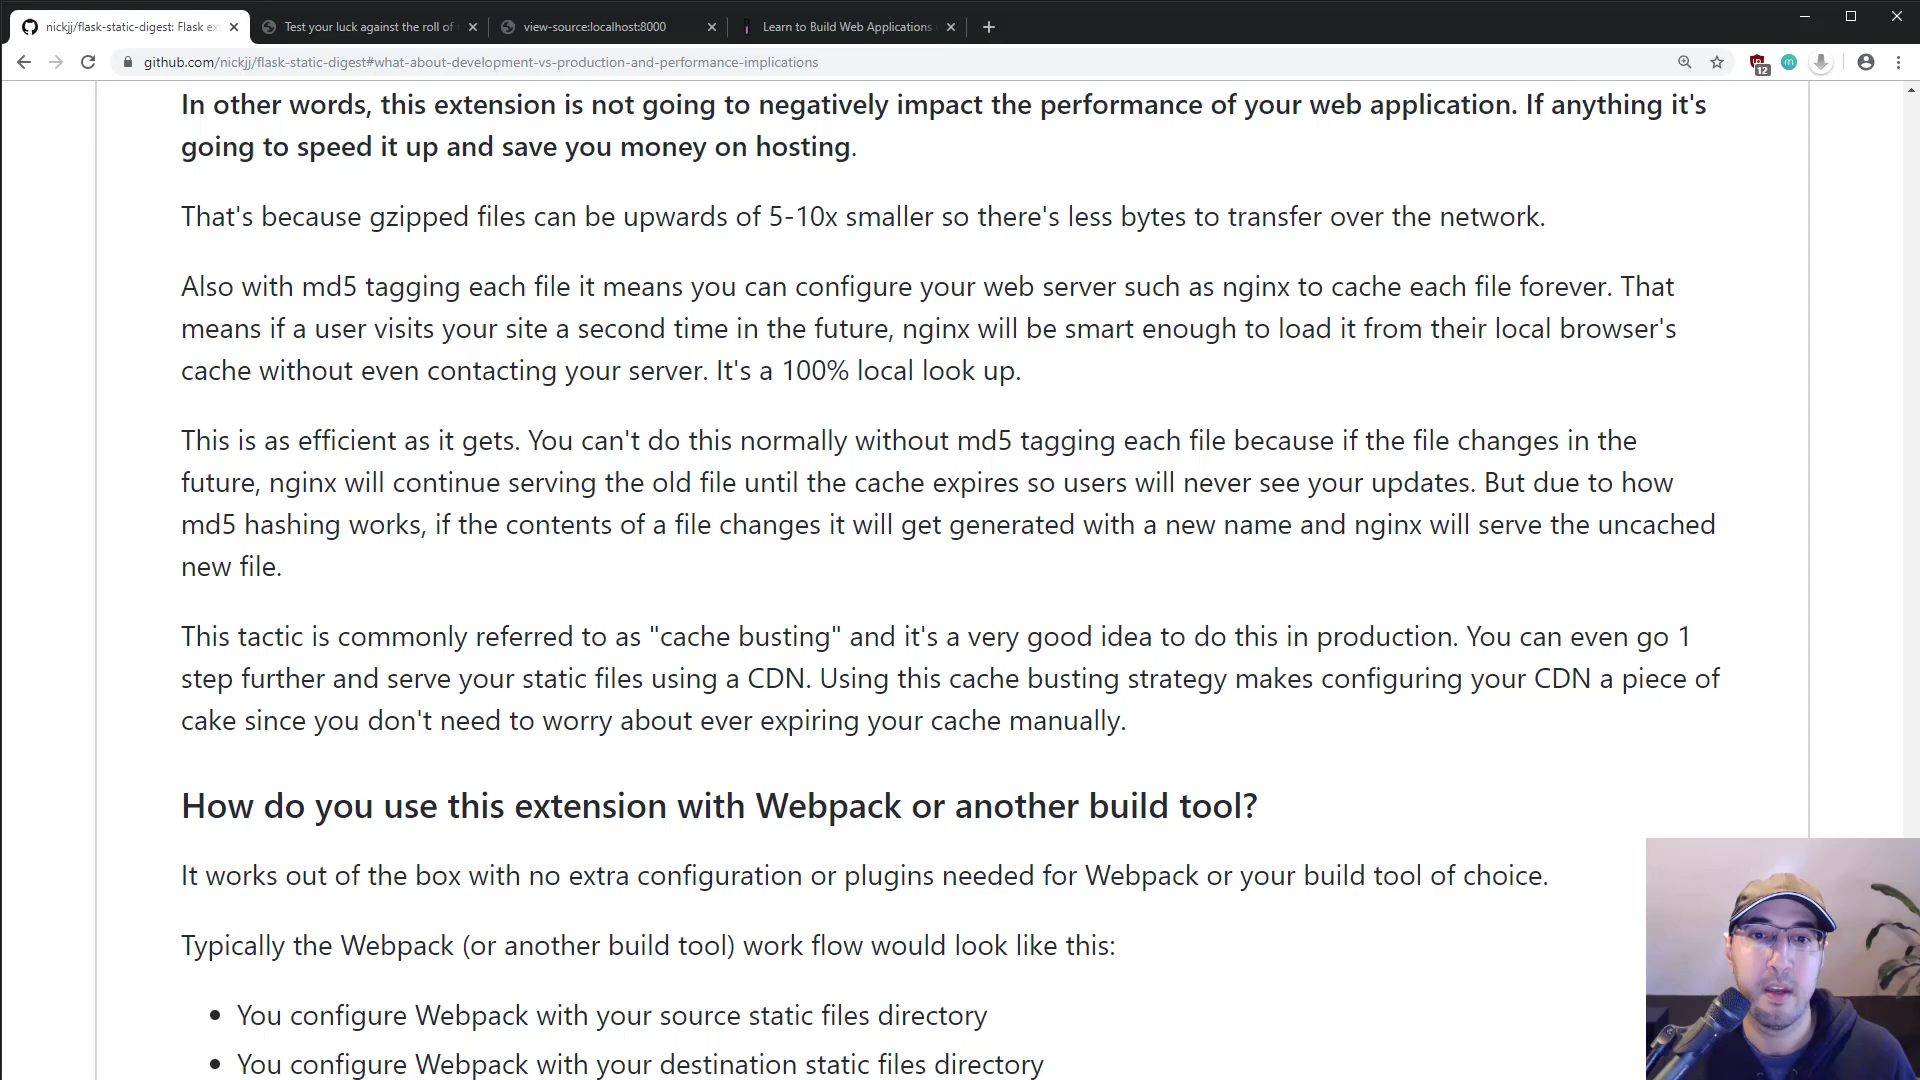 nickjj/flask-static-digest: Flask ex
Test your luck against the roll of
view-source:localhost:8000
Learn to Build Web Applications
github.com/nickjj/flask-static-digest#what-about-development-vs-production-and-performance-implications
12
m
In other words, this extension is not going to negatively impact the performance of your web application. If anything it's
going to speed it up and save you money on hosting.
That's because gzipped files can be upwards of 5-10x smaller so there's less bytes to transfer over the network.
Also with md5 tagging each file it means you can configure your web server such as nginx to cache each file forever. That
means if a user visits your site a second time in the future, nginx will be smart enough to load it from their local browser's
cache without even contacting your server. It's a 100% local look up.
This is as efficient as it gets. You can't do this normally without md5 tagging each file because if the file changes in the
future, nginx will continue serving the old file until the cache expires so users will never see your updates. But due to how
md5 hashing works, if the contents of a file changes it will get generated with a new name and nginx will serve the uncached
new file.
This tactic is commonly referred to as "cache busting" and it's a very good idea to do this in production. You can even go 1
step further and serve your static files using a CDN. Using this cache busting strategy makes configuring your CDN a piece of
cake since you don't need to worry about ever expiring your cache manually.
How do you use this extension with Webpack or another build tool?
It works out of the box with no extra configuration or plugins needed for Webpack or your build tool of choice.
Typically the Webpack (or another build tool) work flow would look like this:
• You configure Webpack with your source static files directory
• You configure Webpack with your destination static files directory